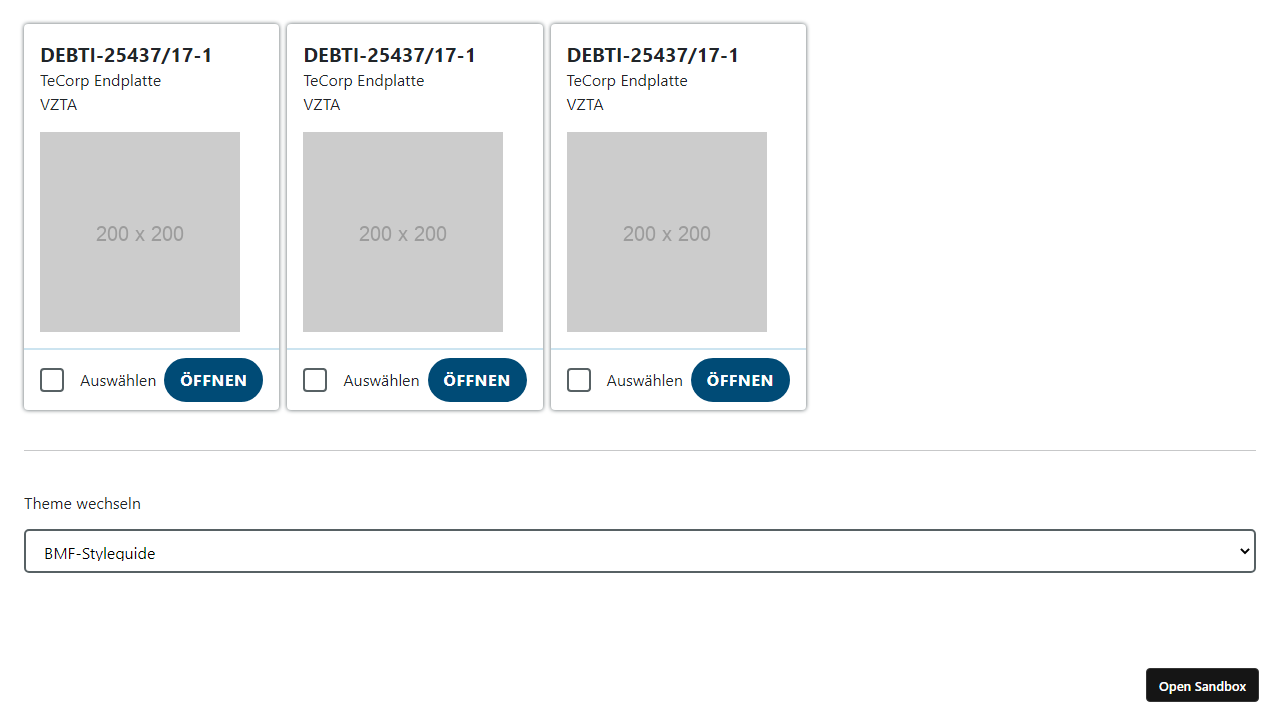 DEBTI-25437/17-1
TeCorp Endplatte
VZTA
200 x 200
Auswählen ÖFFNEN
DEBTI-25437/17-1
TeCorp Endplatte
VZTA
200 x 200
Auswählen ÖFFNEN
DEBTI-25437/17-1
TeCorp Endplatte
VZTA
200 x 200
Auswählen ÖFFNEN
Theme wechseln
BMF-Styleguide
Open Sandbox